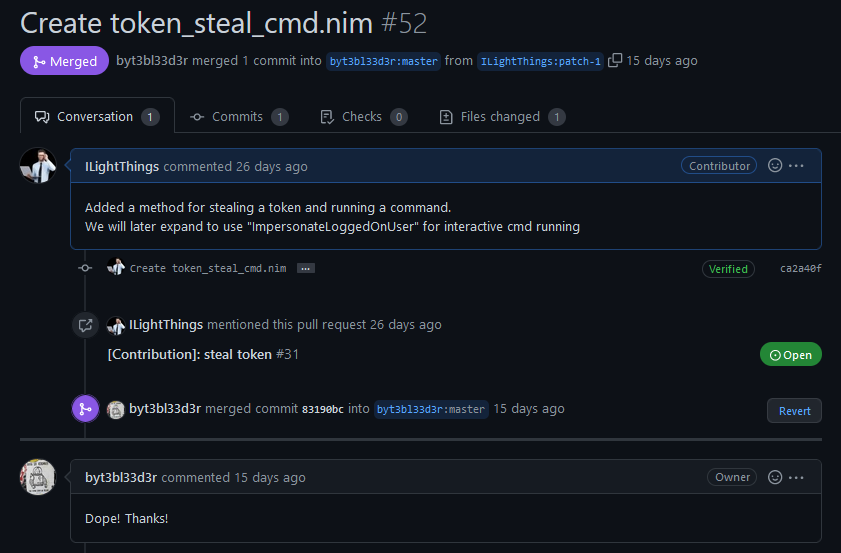 Create token_steal_cmd.nim #52
Merged byt3bl33d3r merged 1 commit into byt3bl33d3r:master from ILightThings:patch-1 15 days ago
Conversation 1 Commits 1 Checks 0 Files changed 1
ILightThings commented 26 days ago Contributor ...
Added a method for stealing a token and running a command.
We will later expand to use "ImpersonateLoggedOnUser" for interactive cmd running
Create token_steal_cmd.nim ... Verified ca2a40f
ILightThings mentioned this pull request 26 days ago
[Contribution]: steal token #31 Open
byt3bl33d3r merged commit 83190bc into byt3bl33d3r:master 15 days ago Revert
byt3bl33d3r commented 15 days ago Owner ...
Dope! Thanks!